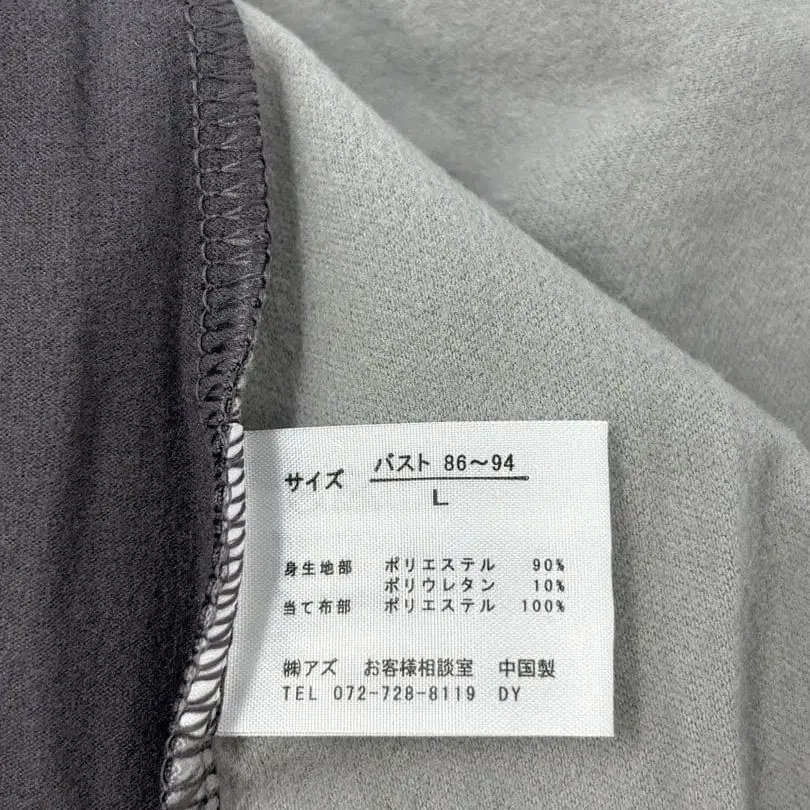 サイズ バスト 86～94
L
身生地部 ポリエステル 90%
ポリウレタン 10%
当て布部 ポリエステル 100%
㈱アズ お客様相談室 中国製
TEL 072-728-8119 DY